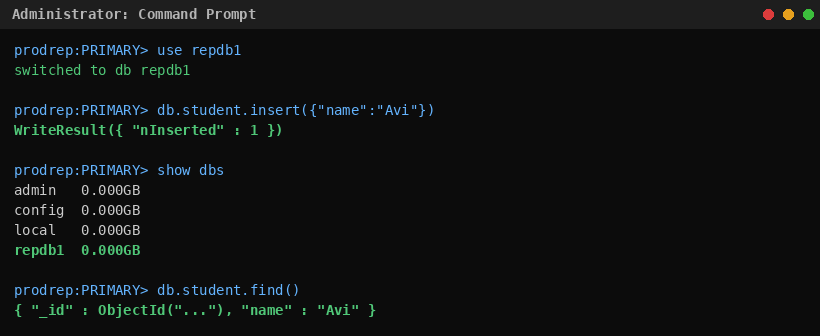 Administrator: Command Prompt
prodrep:PRIMARY> use repdb1
switched to db repdb1
prodrep:PRIMARY> db.student.insert({"name":"Avi"})
WriteResult({ "nInserted" : 1 })
prodrep:PRIMARY> show dbs
admin   0.000GB
config  0.000GB
local   0.000GB
repdb1  0.000GB
prodrep:PRIMARY> db.student.find()
{ "_id" : ObjectId("..."), "name" : "Avi" }